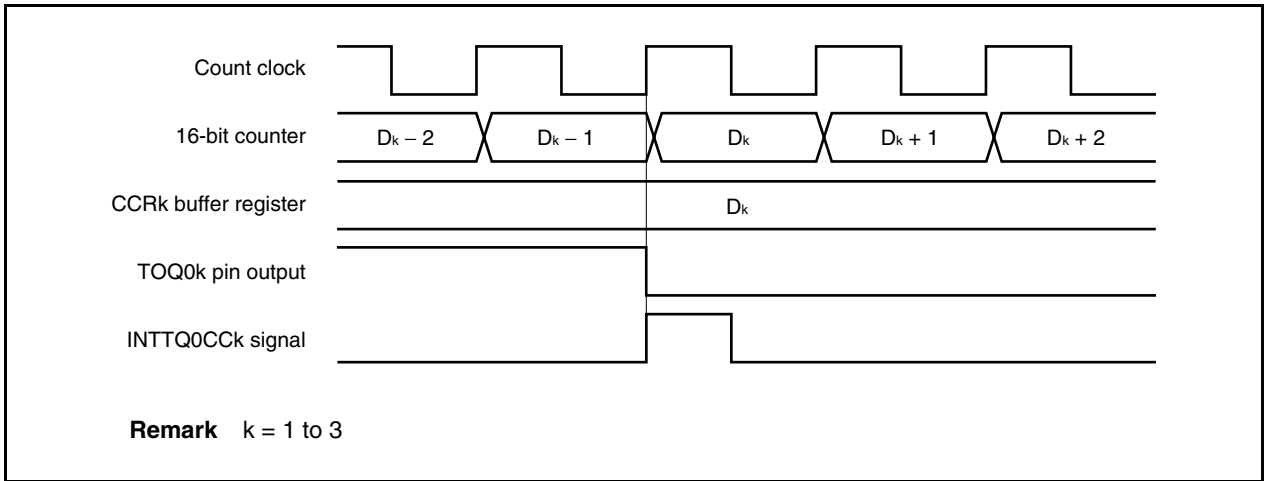 Count clock
16-bit counter Dk − 2 Dk − 1 Dk Dk + 1 Dk + 2
CCRk buffer register Dk
TOQ0k pin output
INTTQ0CCk signal
Remark k = 1 to 3